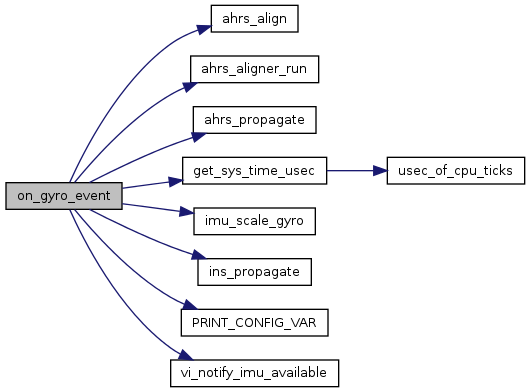 ahrs_align
ahrs_aligner_run
ahrs_propagate
get_sys_time_usec
usec_of_cpu_ticks
on_gyro_event
imu_scale_gyro
ins_propagate
PRINT_CONFIG_VAR
vi_notify_imu_available